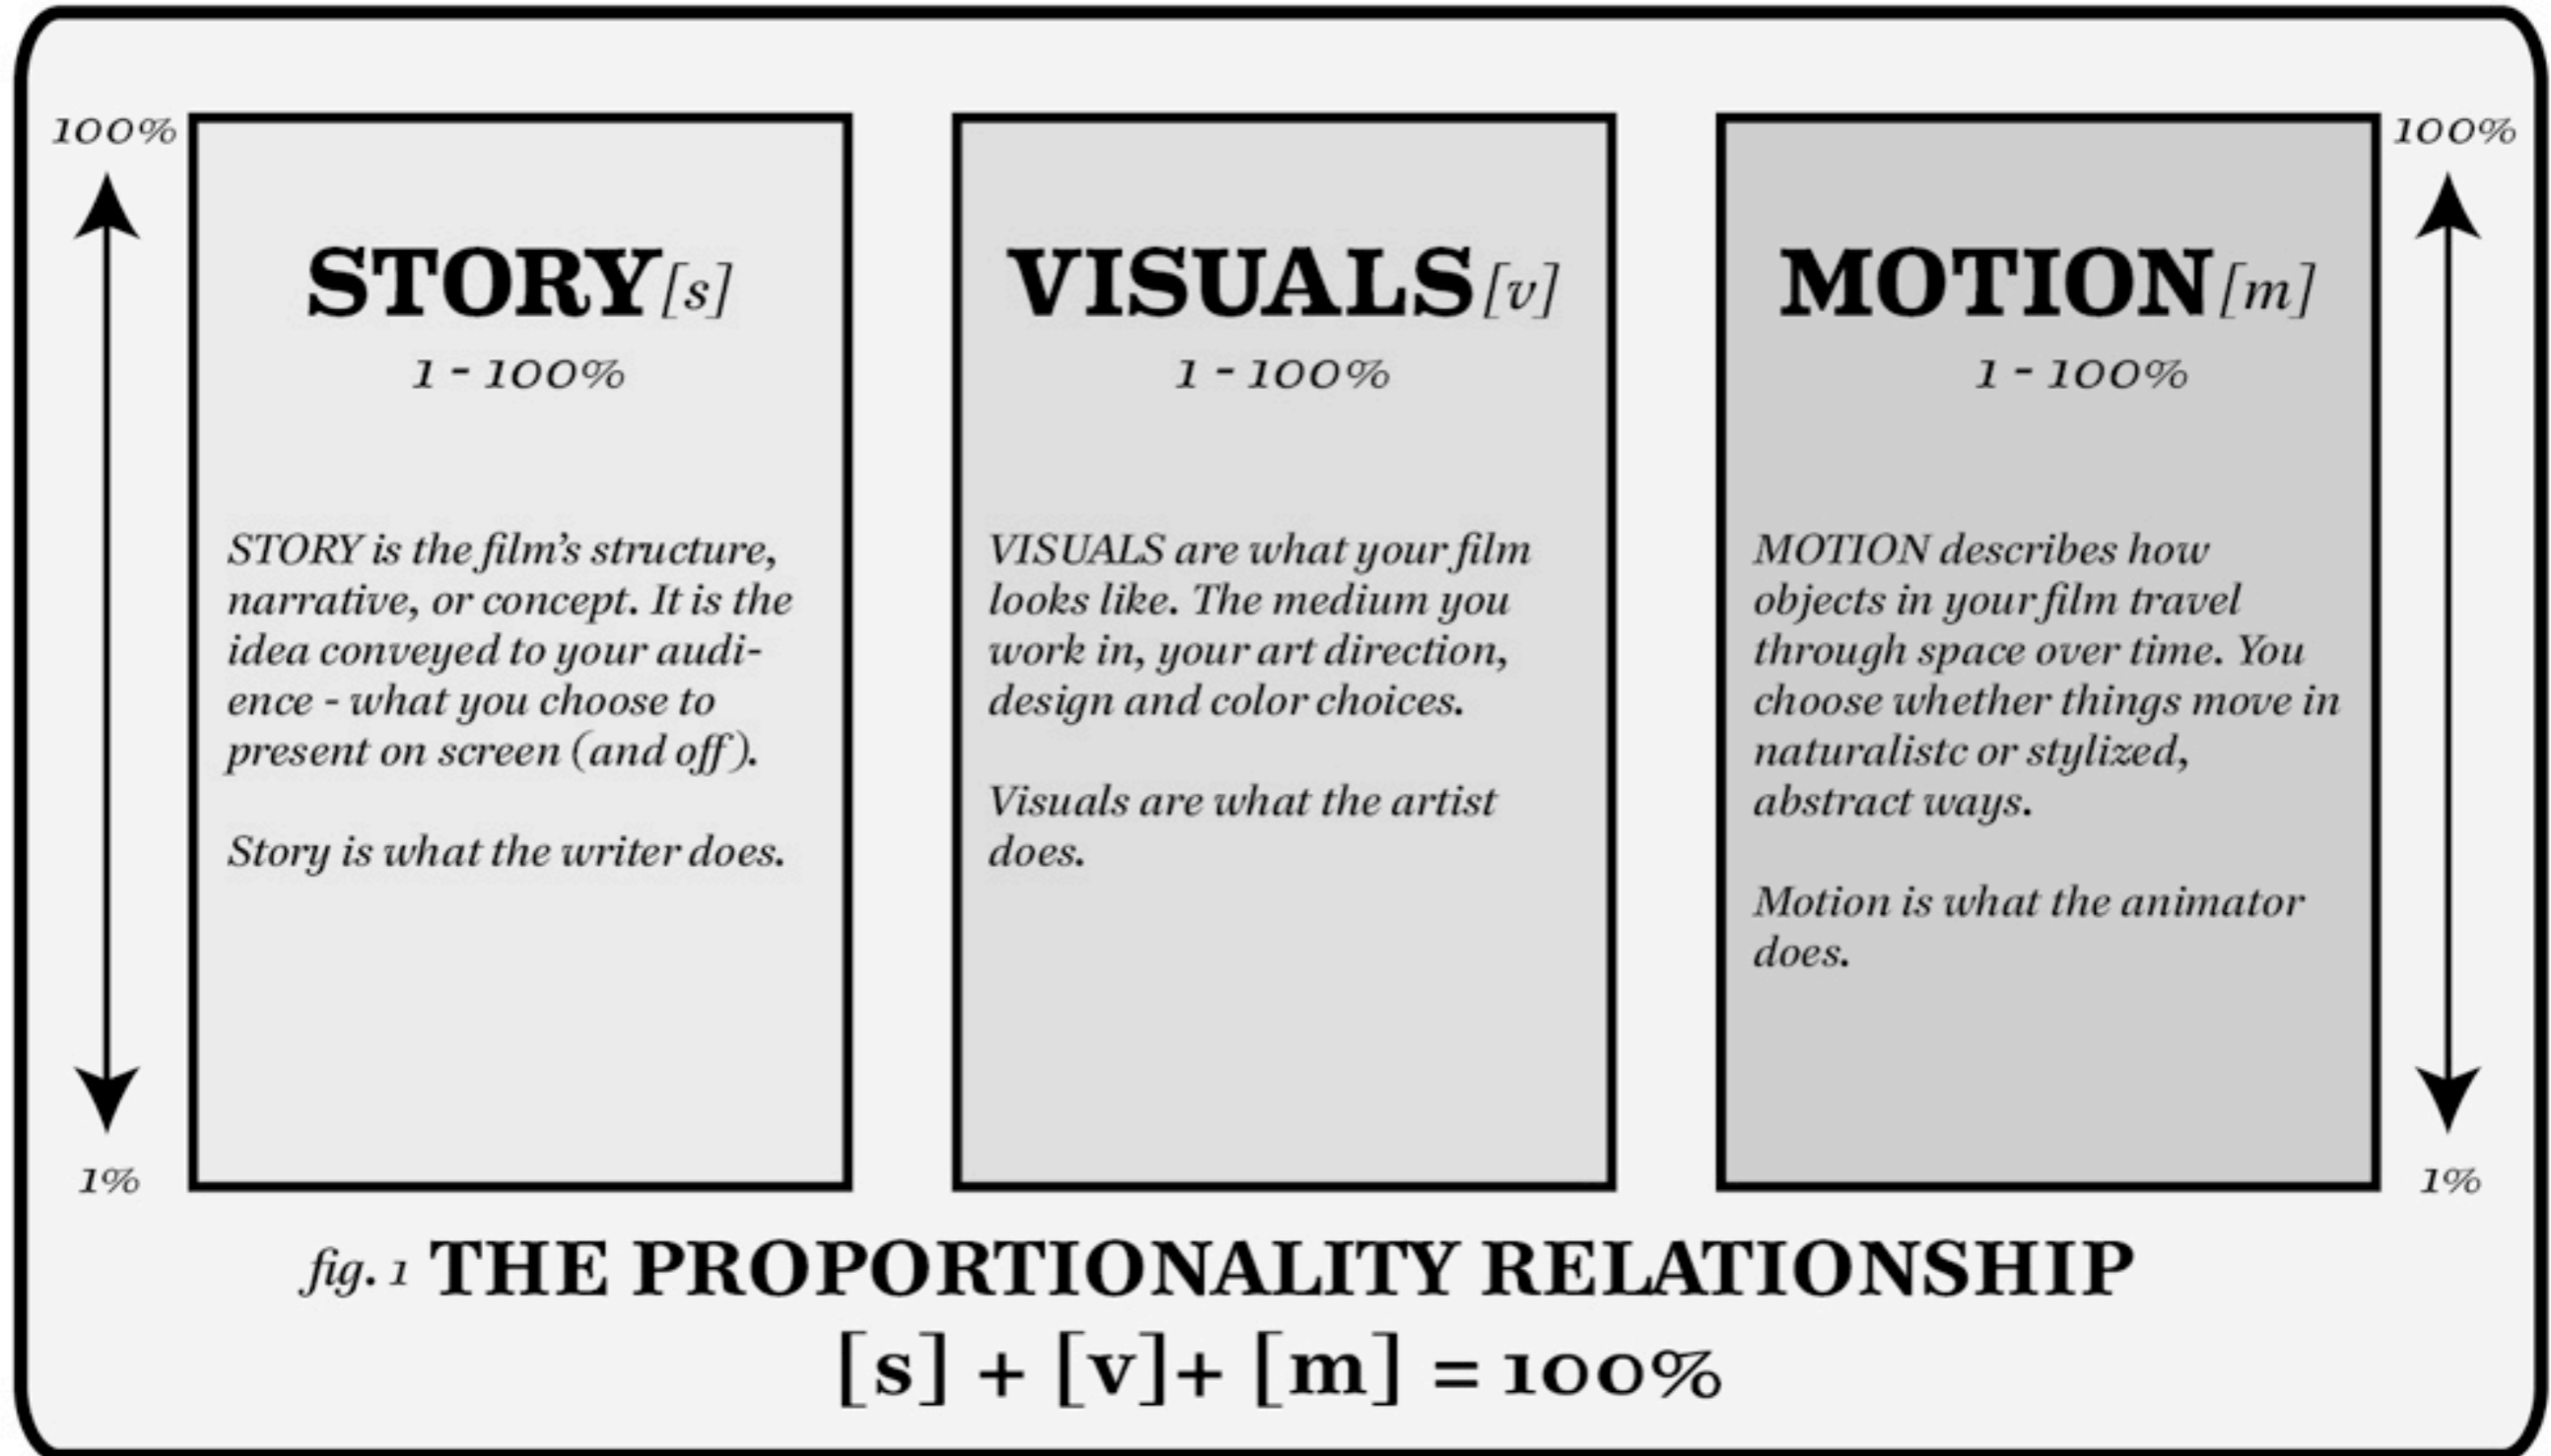 100%
100%
STORY[s]
1 - 100%
STORY is the film’s structure,
narrative, or concept. It is the
idea conveyed to your audi-
ence - what you choose to
present on screen (and off).
Story is what the writer does.
VISUALS[v]
1 - 100%
VISUALS are what your film
looks like. The medium you
work in, your art direction,
design and color choices.
Visuals are what the artist
does.
MOTION[m]
1 - 100%
MOTION describes how
objects in your film travel
through space over time. You
choose whether things move in
naturalistc or stylized,
abstract ways.
Motion is what the animator
does.
1%
1%
fig. 1 THE PROPORTIONALITY RELATIONSHIP
[s] + [v]+ [m] = 100%